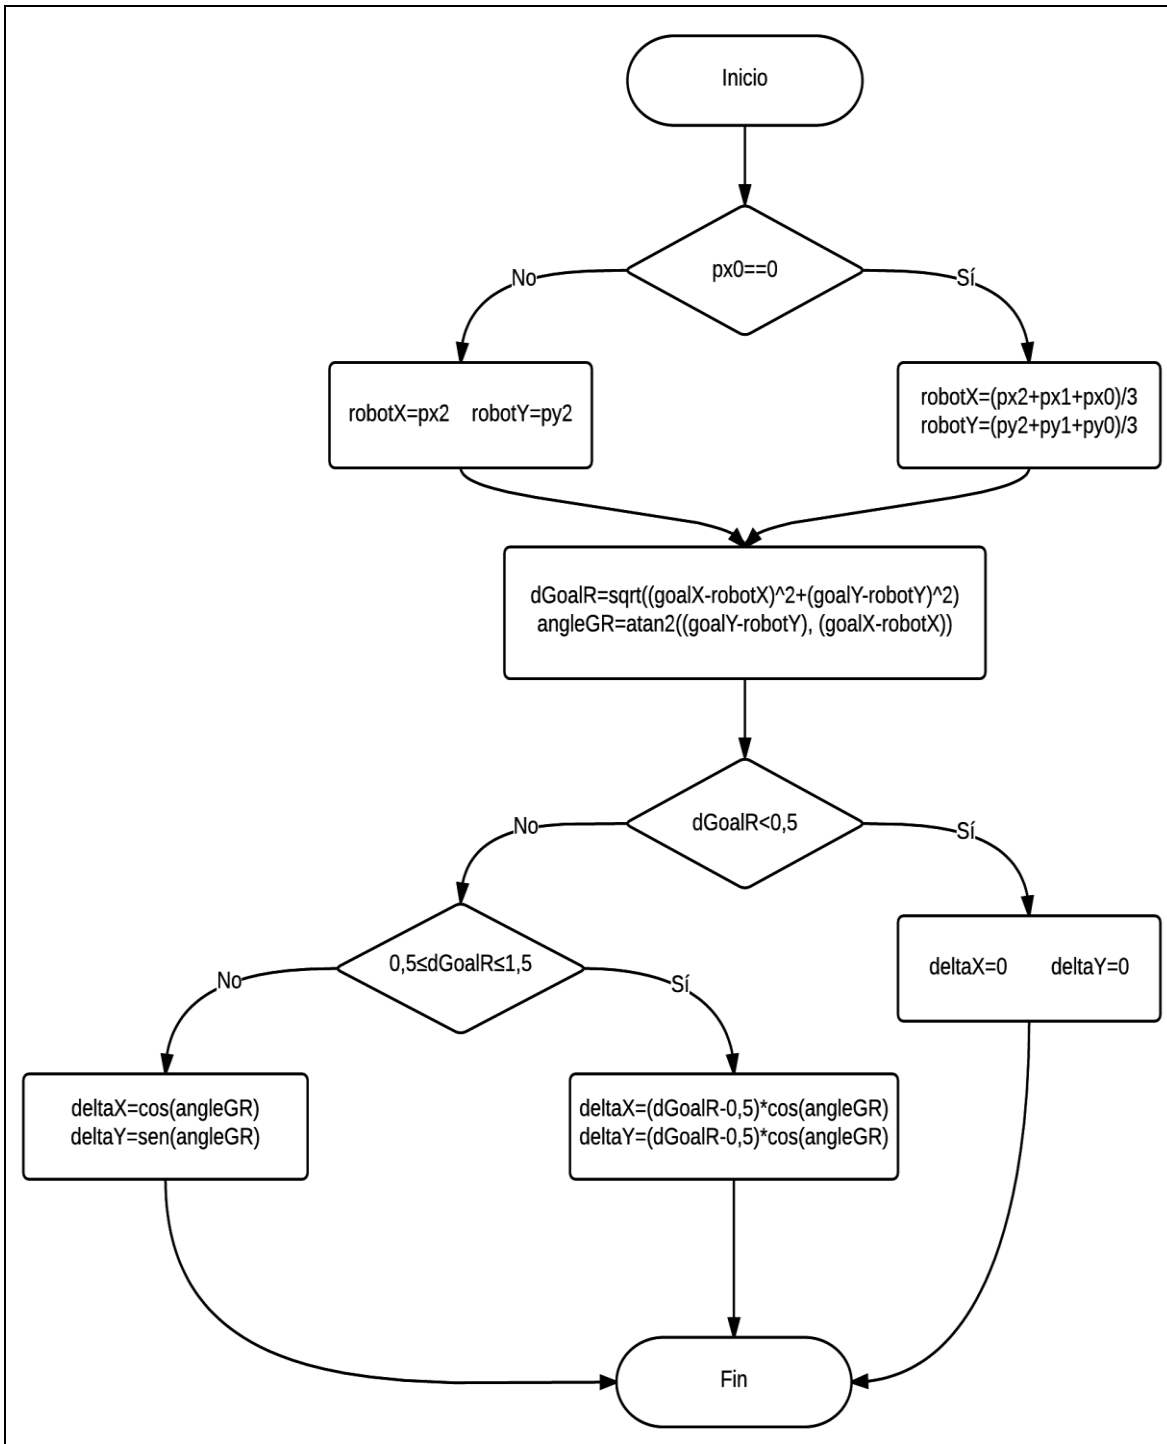 Inicio
px0==0
No
Sí
robotX=px2 robotY=py2
robotX=(px2+px1+px0)/3
robotY=(py2+py1+py0)/3
dGoalR=sqrt((goalX-robotX)^2+(goalY-robotY)^2)
angleGR=atan2((goalY-robotY), (goalX-robotX))
dGoalR<0,5
No
Sí
0,5≤dGoalR≤1,5
No
Sí
deltaX=0 deltaY=0
deltaX=cos(angleGR)
deltaY=sen(angleGR)
deltaX=(dGoalR-0,5)*cos(angleGR)
deltaY=(dGoalR-0,5)*cos(angleGR)
Fin